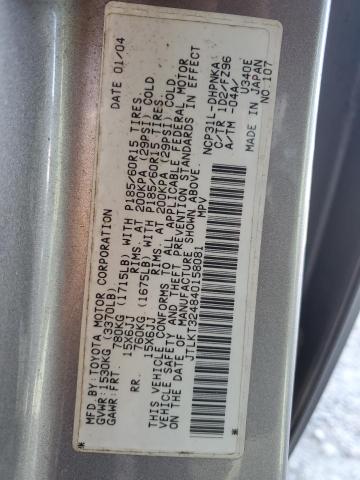 MFD.BY:TOYOTA MOTOR CORPORATION DATE 01/04
GVWR:1530KG (3370LB)
GAWR:FRT. 780KG (1715LB) WITH P185/60R15 TIRES,
15X6JJ RIMS, AT 200KPA (29PSI) COLD
RR. 760KG (1675LB) WITH P185/60R15 TIRES,
15X6JJ RIMS, AT 200KPA (29PSI) COLD
THIS VEHICLE CONFORMS TO ALL APPLICABLE FEDERAL MOTOR
VEHICLE SAFETY AND THEFT PREVENTION STANDARDS IN EFFECT
ON THE DATE OF MANUFACTURE SHOWN ABOVE.
JTLKT324840158081 MPV
NCP31L-DHPNKA
C/TR 1D2/FZ96
A/TM -04A/ U340E
MADE IN JAPAN
NO.107